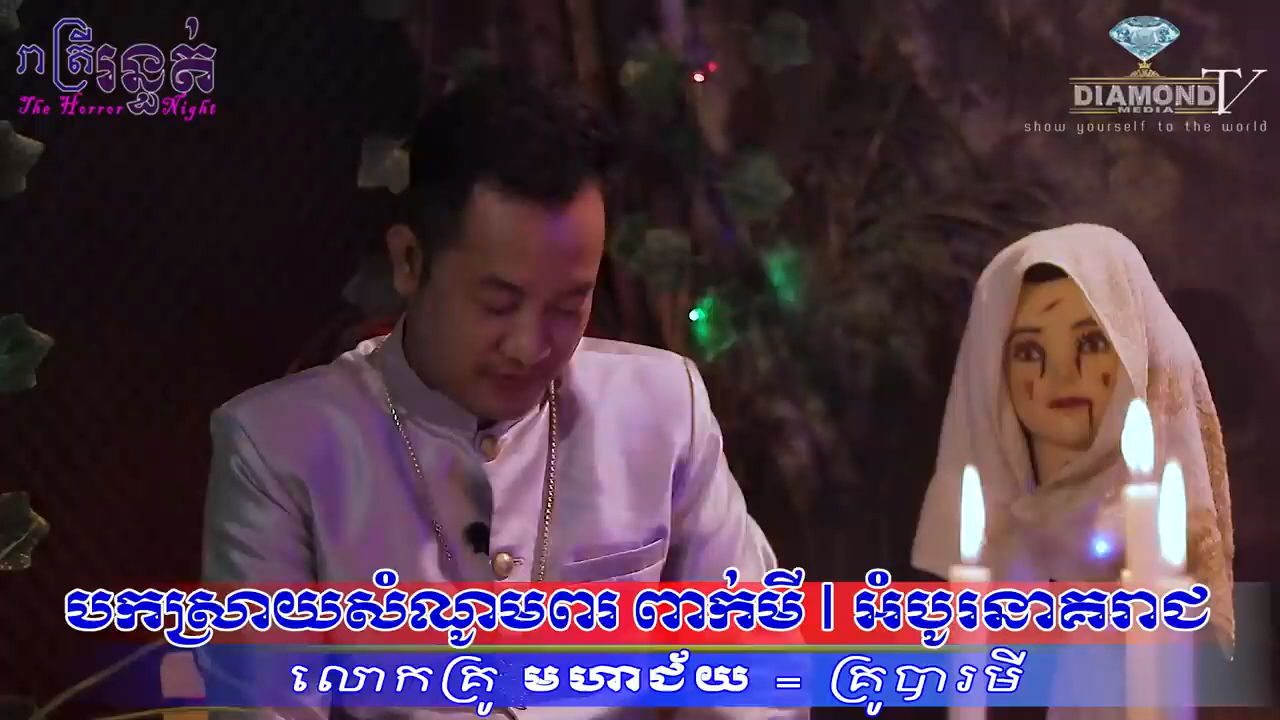 រាត្រីរន្ធត់
The Horror Night
DIAMOND TV
MEDIA
show yourself to the world
បកស្រាយសំណូមពរ ពាក់មី | អំបូរនាគរាជ
លោកគ្រូ មហាជ័យ = គ្រូបារមី